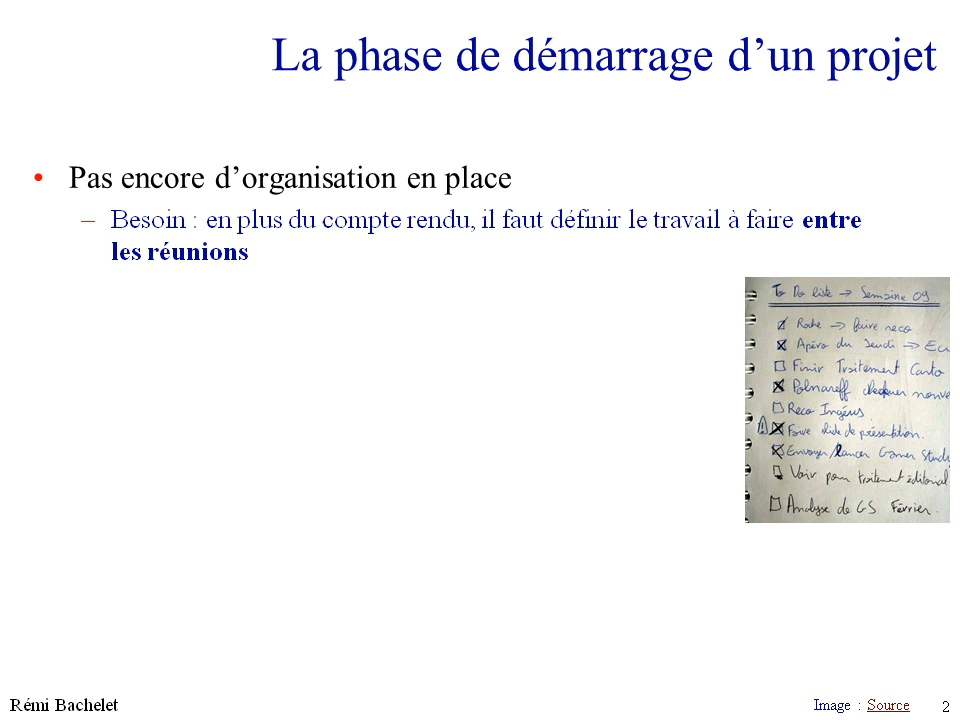 La phase de démarrage d’un projet
• Pas encore d’organisation en place
– Besoin : en plus du compte rendu, il faut définir le travail à faire entre
les réunions
To Do liste → Semaine 09
Roche → faire reco
Apéro du Jeudi →
Finir Traitement Carto
Polnareff
Reco Ingéus
Faire slide de présentation.
Envoyer/lancer Gamer
Voir pour traitement éditorial
Analyse de GS Février.
Rémi Bachelet
Image : Source
2